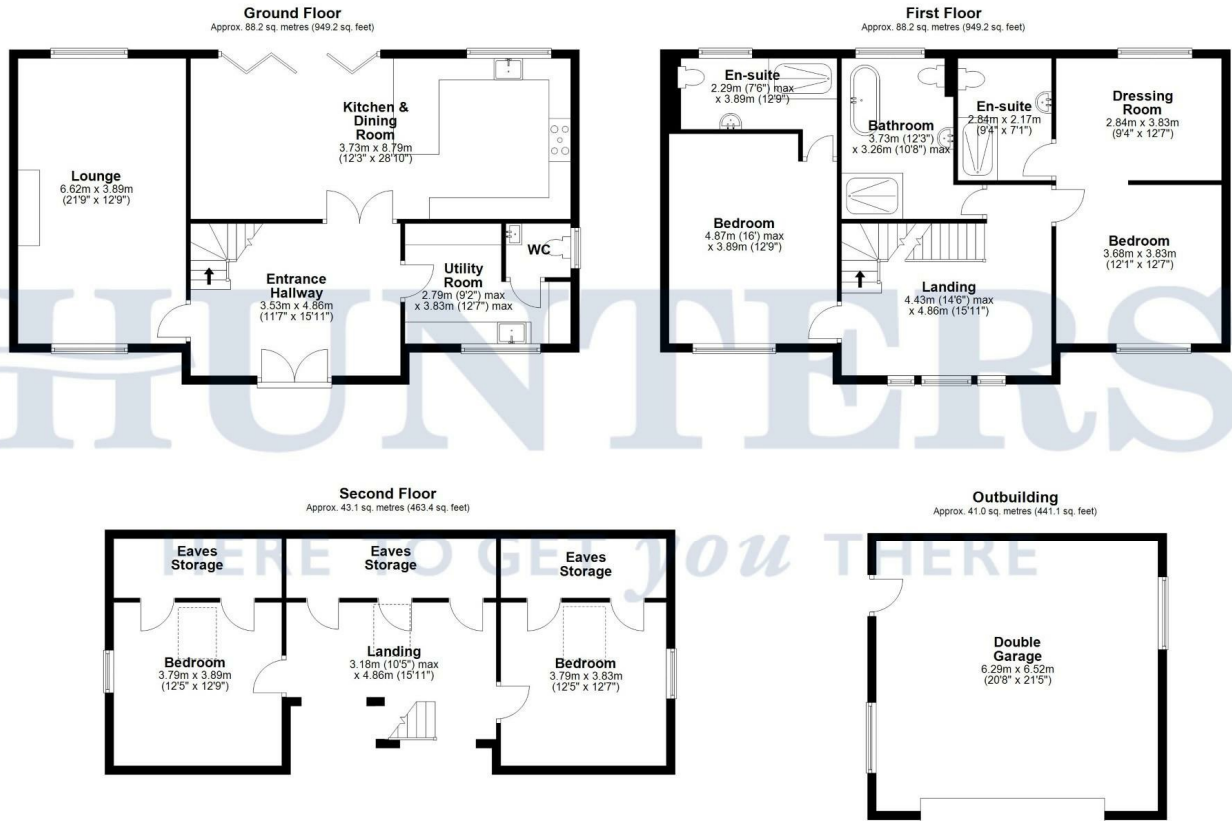 Ground Floor
Approx. 88.2 sq. metres (949.2 sq. feet)
Lounge
6.62m x 3.89m
(21'9" x 12'9")
Kitchen &
Dining
Room
3.73m x 8.79m
(12'3" x 28'10")
Entrance
Hallway
3.53m x 4.86m
(11'7" x 15'11")
Utility
Room
2.79m (9'2") max
x 3.83m (12'7") max
WC
First Floor
Approx. 88.2 sq. metres (949.2 sq. feet)
En-suite
2.29m (7'6") max
x 3.89m (12'9")
Bathroom
3.73m (12'3")
x 3.26m (10'8") max
En-suite
2.84m x 2.17m
(9'4" x 7'1")
Dressing
Room
2.84m x 3.83m
(9'4" x 12'7")
Bedroom
4.87m (16') max
x 3.89m (12'9")
Landing
4.43m (14'6") max
x 4.86m (15'11")
Bedroom
3.68m x 3.83m
(12'1" x 12'7")
HUNTERS
HERE TO GET you THERE
Second Floor
Approx. 43.1 sq. metres (463.4 sq. feet)
Eaves
Storage
Eaves
Storage
Eaves
Storage
Bedroom
3.79m x 3.89m
(12'5" x 12'9")
Landing
3.18m (10'5") max
x 4.86m (15'11")
Bedroom
3.79m x 3.83m
(12'5" x 12'7")
Outbuilding
Approx. 41.0 sq. metres (441.1 sq. feet)
Double
Garage
6.29m x 6.52m
(20'8" x 21'5")